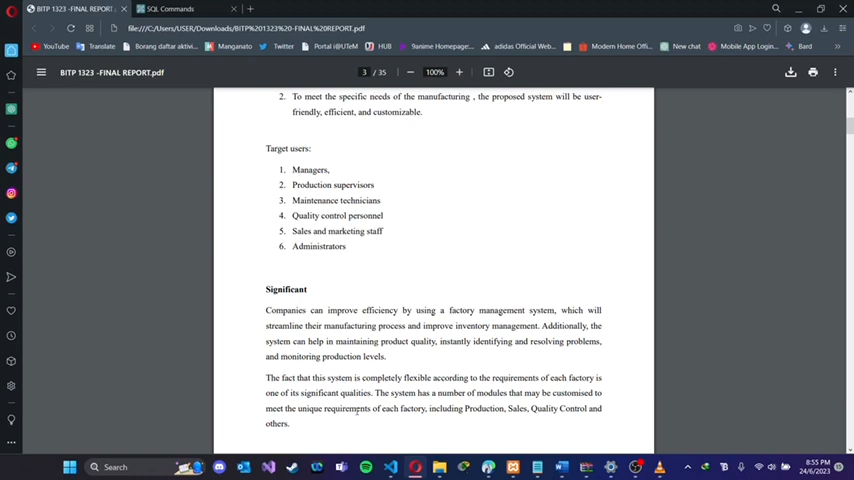 BITP 1323 -FINAL REPORT.
SQL Commands
file:///C:/Users/USER/Downloads/BITP%201323%20-FINAL%20REPORT.pdf
YouTube
Translate
Borang daftar aktivi...
Manganato
Twitter
Portal i@UTeM
HUB
9anime Homepage:...
adidas Official Web...
Modern Home Offi...
New chat
Mobile App Login...
Bard
BITP 1323 -FINAL REPORT.pdf
3 / 35
100%
2. To meet the specific needs of the manufacturing , the proposed system will be user-
friendly, efficient, and customizable.
Target users:
1. Managers,
2. Production supervisors
3. Maintenance technicians
4. Quality control personnel
5. Sales and marketing staff
6. Administrators
Significant
Companies can improve efficiency by using a factory management system, which will
streamline their manufacturing process and improve inventory management. Additionally, the
system can help in maintaining product quality, instantly identifying and resolving problems,
and monitoring production levels.
The fact that this system is completely flexible according to the requirements of each factory is
one of its significant qualities. The system has a number of modules that may be customised to
meet the unique requirements of each factory, including Production, Sales, Quality Control and
others.
Search
8:55 PM
24/6/2023